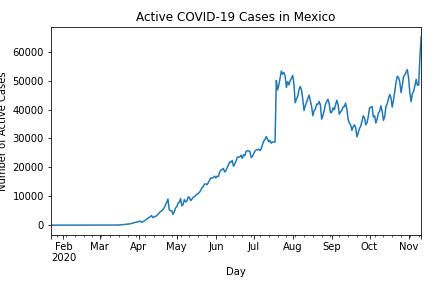 Active COVID-19 Cases in Mexico
Number of Active Cases
60000
50000
40000
30000
20000
10000
0
Feb Mar Apr May Jun Jul Aug Sep Oct Nov
2020
Day